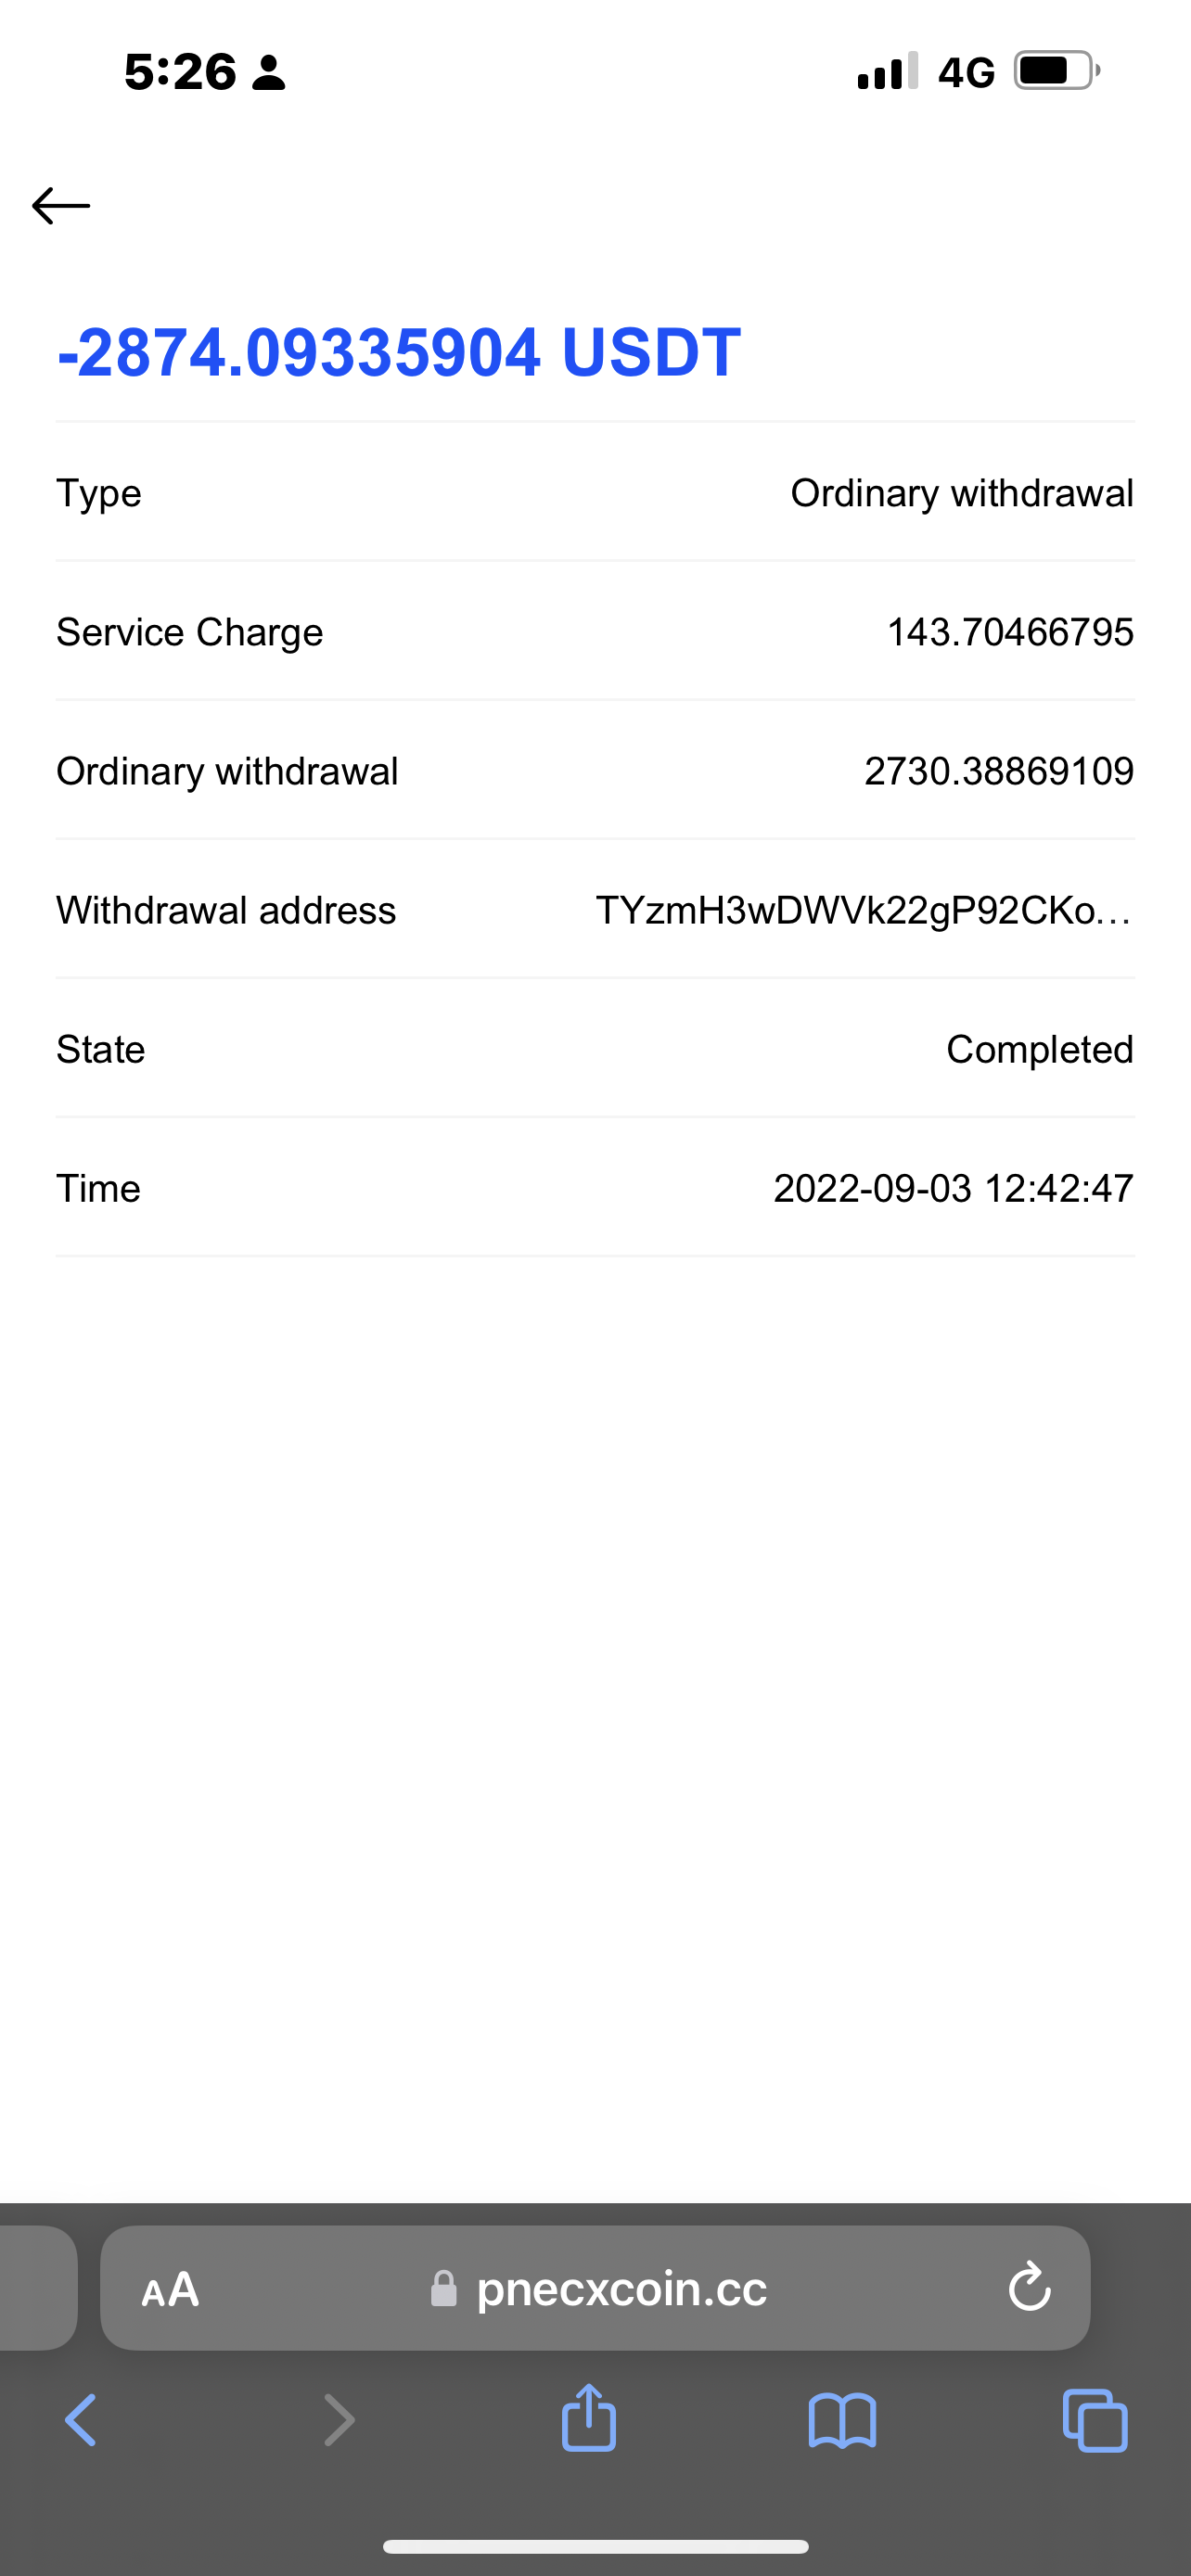 5:26 4G
-2874.09335904 USDT
Type Ordinary withdrawal
Service Charge 143.70466795
Ordinary withdrawal 2730.38869109
Withdrawal address TYzmH3wDWVk22gP92CKo...
State Completed
Time 2022-09-03 12:42:47
AA pnecxcoin.cc